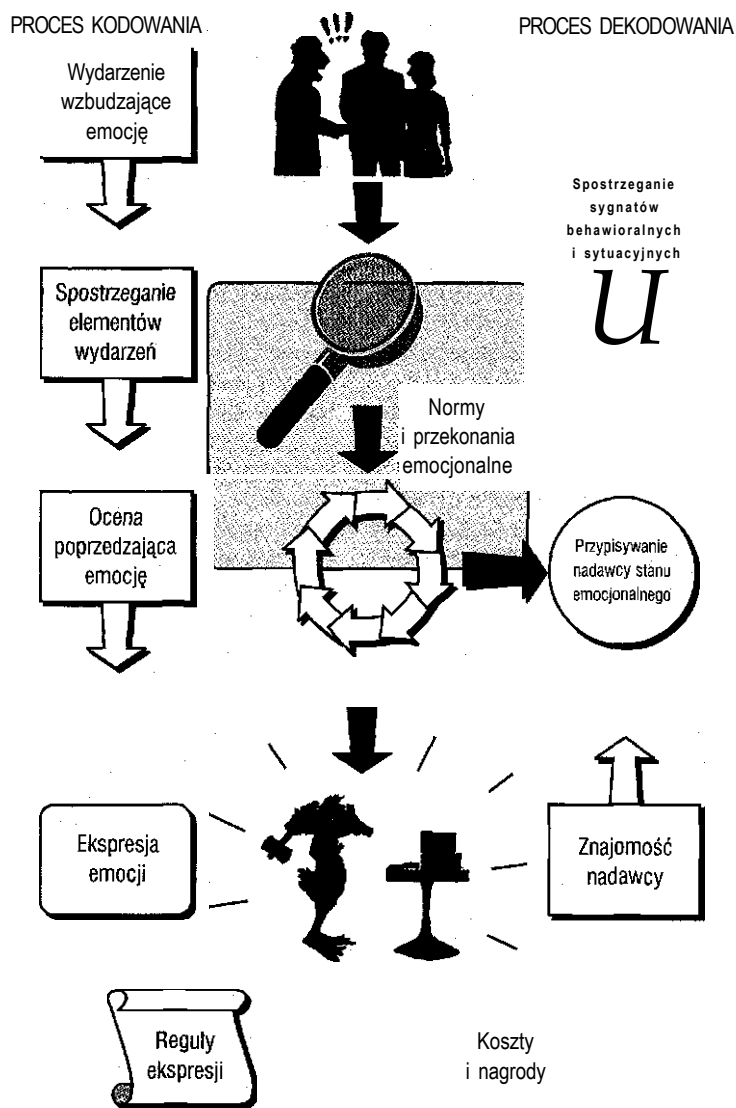 PROCES KODOWANIA
PROCES DEKODOWANIA
Wydarzenie
wzbudzające
emocję
!!!
Spostrzeganie
sygnatów
behawioralnych
i sytuacyjnych
U
Spostrzeganie
elementów
wydarzeń
Normy
i przekonania
emocjonalne
Ocena
poprzedzająca
emocję
Przypisywanie
nadawcy stanu
emocjonalnego
Ekspresja
emocji
Znajomość
nadawcy
Reguły
ekspresji
Koszty
i nagrody